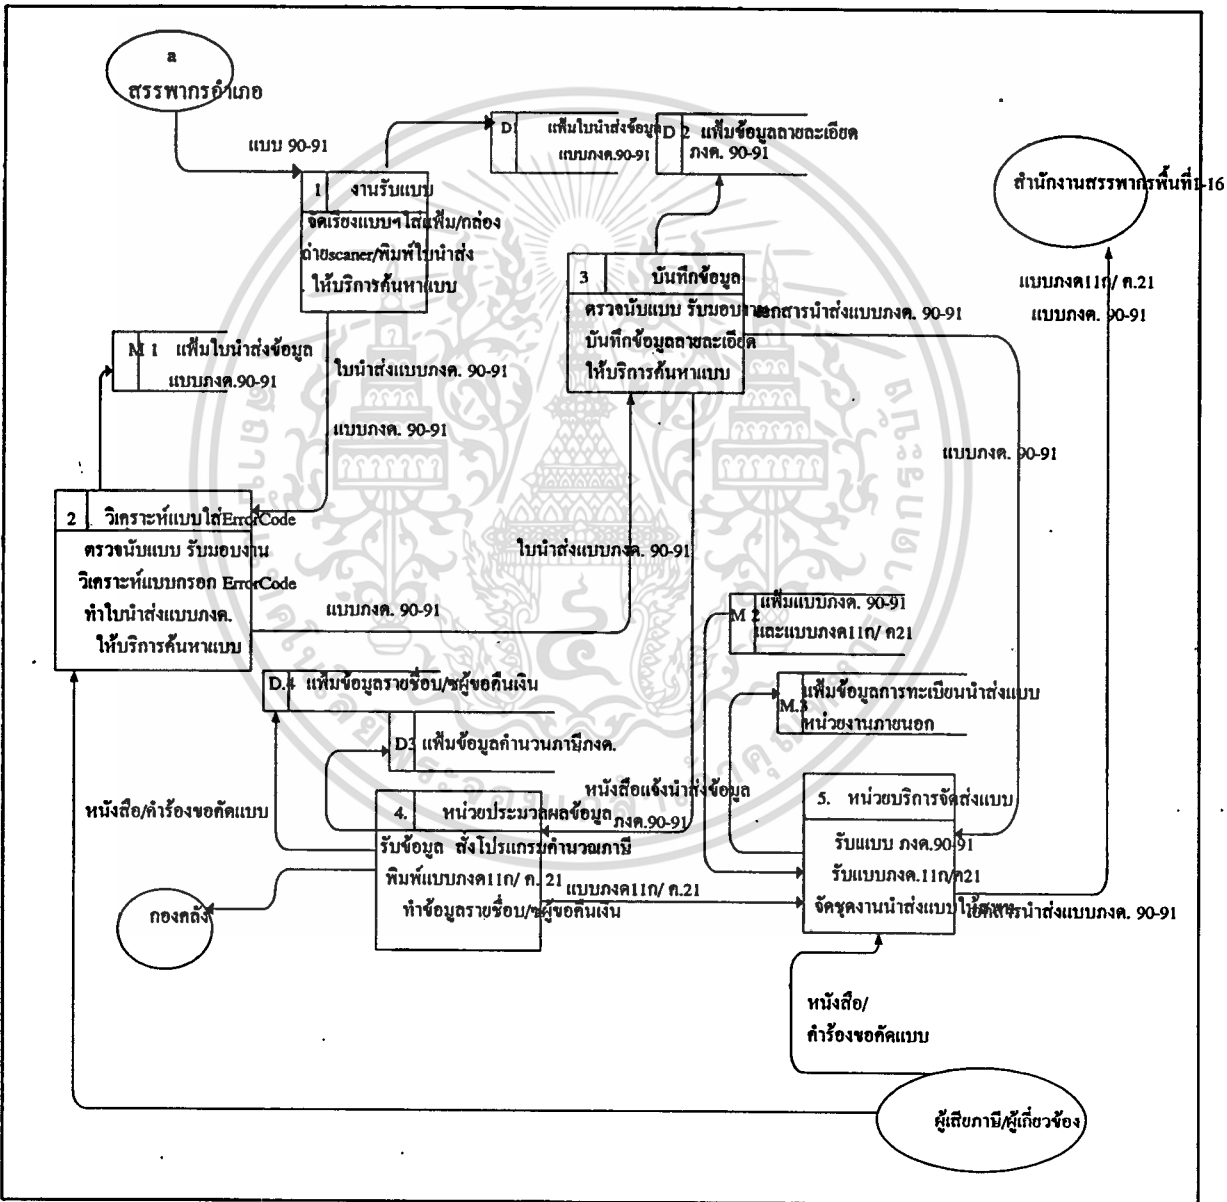 a
สรรพากรอำเภอ
แบบ 90-91
D1 แฟ้มใบนำส่งข้อมูล
แบบภงด.90-91
D 2 แฟ้มข้อมูลลายละเอียด
ภงด. 90-91
สำนักงานสรรพากรพื้นที่1-16
1 งานรับแบบ
จัดเรียงแบบฯใส่แฟ้ม/กล่อง
ถ่ายscaner/พิมพ์ใบนำส่ง
ให้บริการค้นหาแบบ
3 บันทึกข้อมูล
ตรวจนับแบบ รับมอบงาน
บันทึกข้อมูลลายละเอียด
ให้บริการค้นหาแบบ
เอกสารนำส่งแบบภงด. 90-91
แบบภงด11ก/ ค.21
แบบภงด. 90-91
M 1 แฟ้มใบนำส่งข้อมูล
แบบภงด.90-91
ใบนำส่งแบบภงด. 90-91
แบบภงด. 90-91
แบบภงด. 90-91
2 วิเคราะห์แบบใส่ErrorCode
ตรวจนับแบบ รับมอบงาน
วิเคราะห์แบบกรอก ErrorCode
ทำใบนำส่งแบบภงด.
ให้บริการค้นหาแบบ
ใบนำส่งแบบภงด. 90-91
แบบภงด. 90-91
M 2 แฟ้มแบบภงด. 90-91
และแบบภงด11ก/ ค21
D.4 แฟ้มข้อมูลรายชื่อบ/ชผู้ขอคืนเงิน
M.3 แฟ้มข้อมูลการทะเบียนนำส่งแบบ
หน่วยงานภายนอก
D3 แฟ้มข้อมูลคำนวนภาษีภงด.
หนังสือแจ้งนำส่งข้อมูล
ภงด.90-91
หนังสือ/คำร้องขอคัดแบบ
4. หน่วยประมวลผลข้อมูล
รับข้อมูล สั่งโปรแกรมคำนวณภาษี
พิมพ์แบบภงด11ก/ ค. 21
ทำข้อมูลรายชื่อบ/ชผู้ขอคืนเงิน
แบบภงด11ก/ ค.21
5. หน่วยบริการจัดส่งแบบ
รับแบบ ภงด.90-91
รับแบบภงด.11ก/ค21
จัดชุดงานนำส่งแบบให้สพท.
เอกสารนำส่งแบบภงด. 90-91
กองคลัง
หนังสือ/
คำร้องขอคัดแบบ
ผู้เสียภาษี/ผู้เกี่ยวข้อง